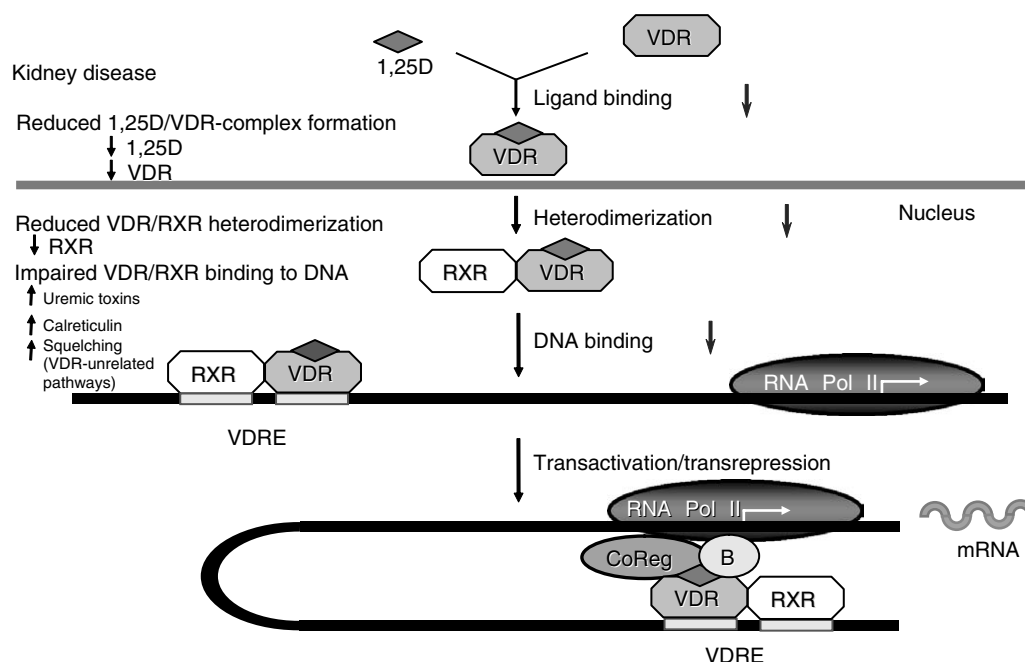 VDR
1,25D
Kidney disease
Ligand binding
Reduced 1,25D/VDR-complex formation
1,25D
VDR
VDR
Reduced VDR/RXR heterodimerization
RXR
Heterodimerization
Nucleus
Impaired VDR/RXR binding to DNA
RXR VDR
Uremic toxins
Calreticulin
Squelching
(VDR-unrelated
pathways)
DNA binding
RXR VDR
RNA Pol II
VDRE
Transactivation/transrepression
RNA Pol II
CoReg B
mRNA
VDR RXR
VDRE